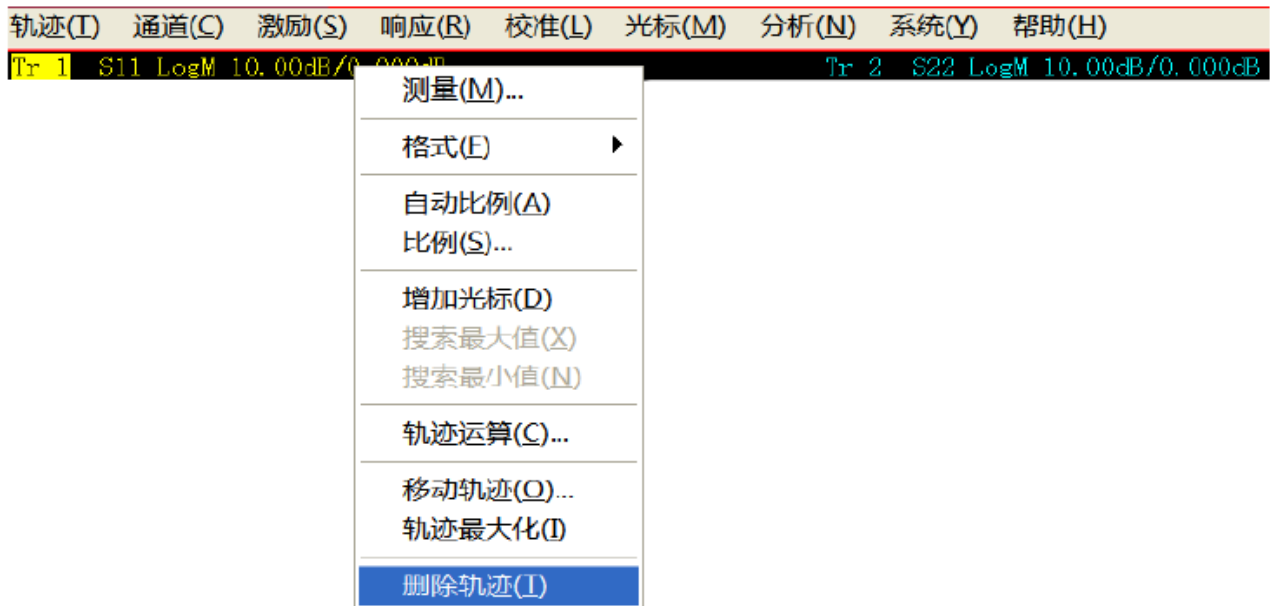 轨迹(T) 通道(C) 激励(S) 响应(R) 校准(L) 光标(M) 分析(N) 系统(Y) 帮助(H)
Tr 1 S11 LogM 10.00dB/0.000dB Tr 2 S22 LogM 10.00dB/0.000dB
测量(M)...
格式(F)
自动比例(A)
比例(S)...
增加光标(D)
搜索最大值(X)
搜索最小值(N)
轨迹运算(C)...
移动轨迹(O)...
轨迹最大化(I)
删除轨迹(T)